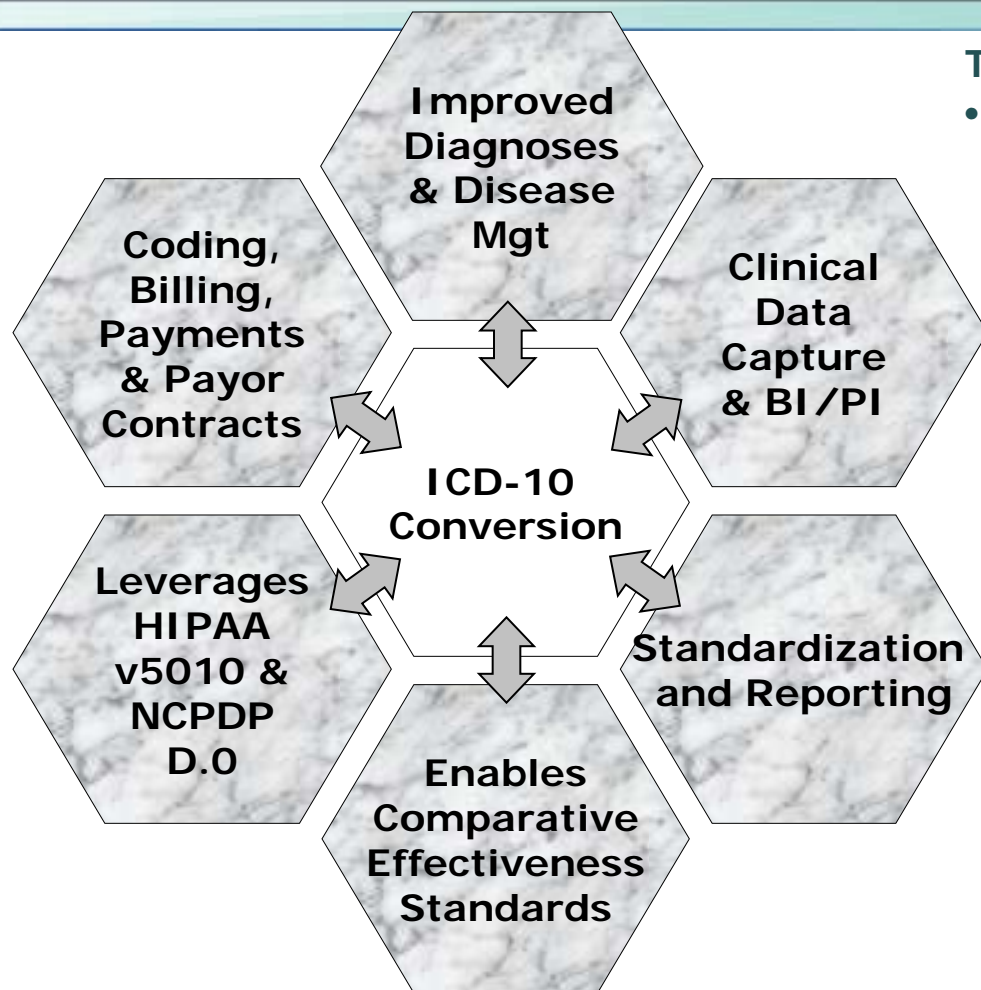 T
•
Improved
Diagnoses
& Disease
Mgt
Coding,
Billing,
Payments
& Payor
Contracts
Clinical
Data
Capture
& BI/PI
ICD-10
Conversion
Leverages
HIPAA
v5010 &
NCPDP
D.0
Standardization
and Reporting
Enables
Comparative
Effectiveness
Standards